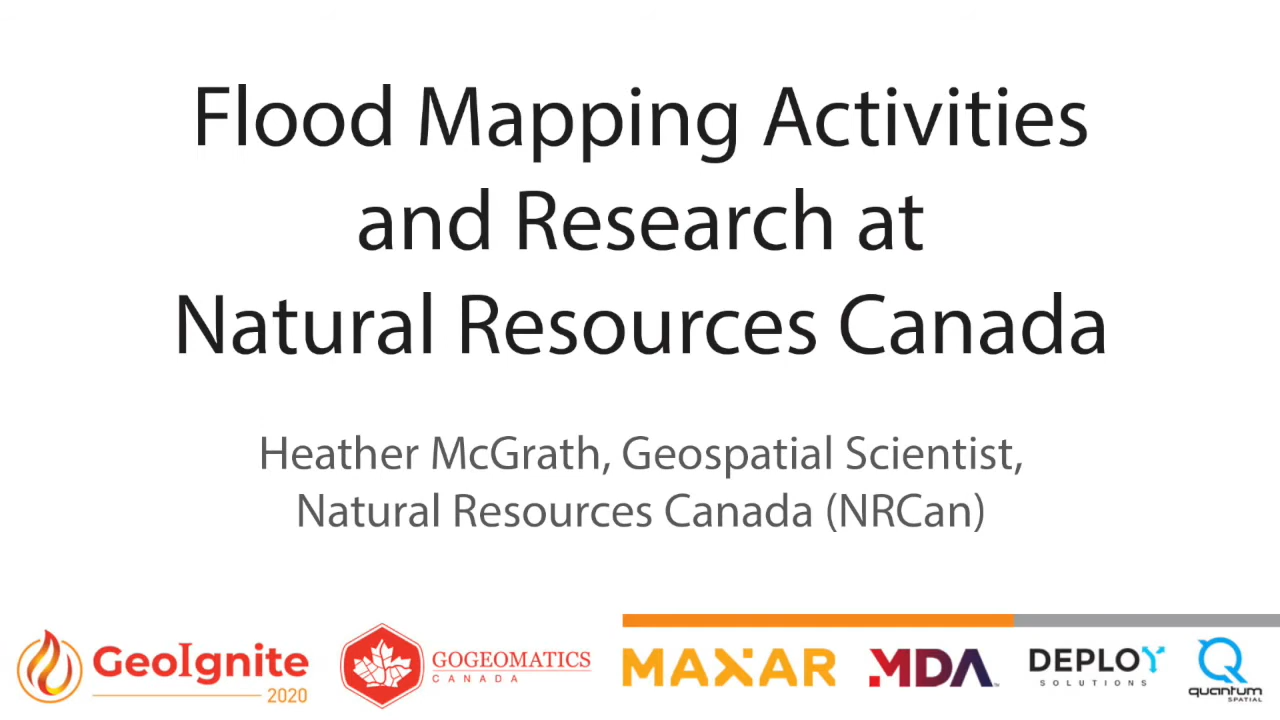 Flood Mapping Activities
and Research at
Natural Resources Canada
Heather McGrath, Geospatial Scientist,
Natural Resources Canada (NRCan)
GeoIgnite
2020
GOGEOMATICS
CANADA
MAXAR
MDA
DEPLOY
SOLUTIONS
quantum
SPATIAL